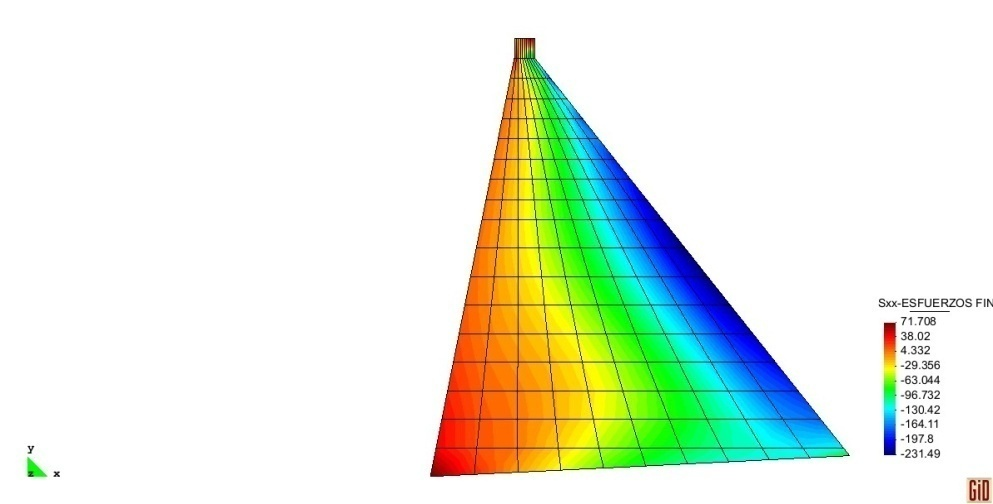 Sxx-ESFUERZOS FIN
71.708
38.02
4.332
-29.356
-63.044
-96.732
-130.42
-164.11
-197.8
-231.49
y
z x
GiD